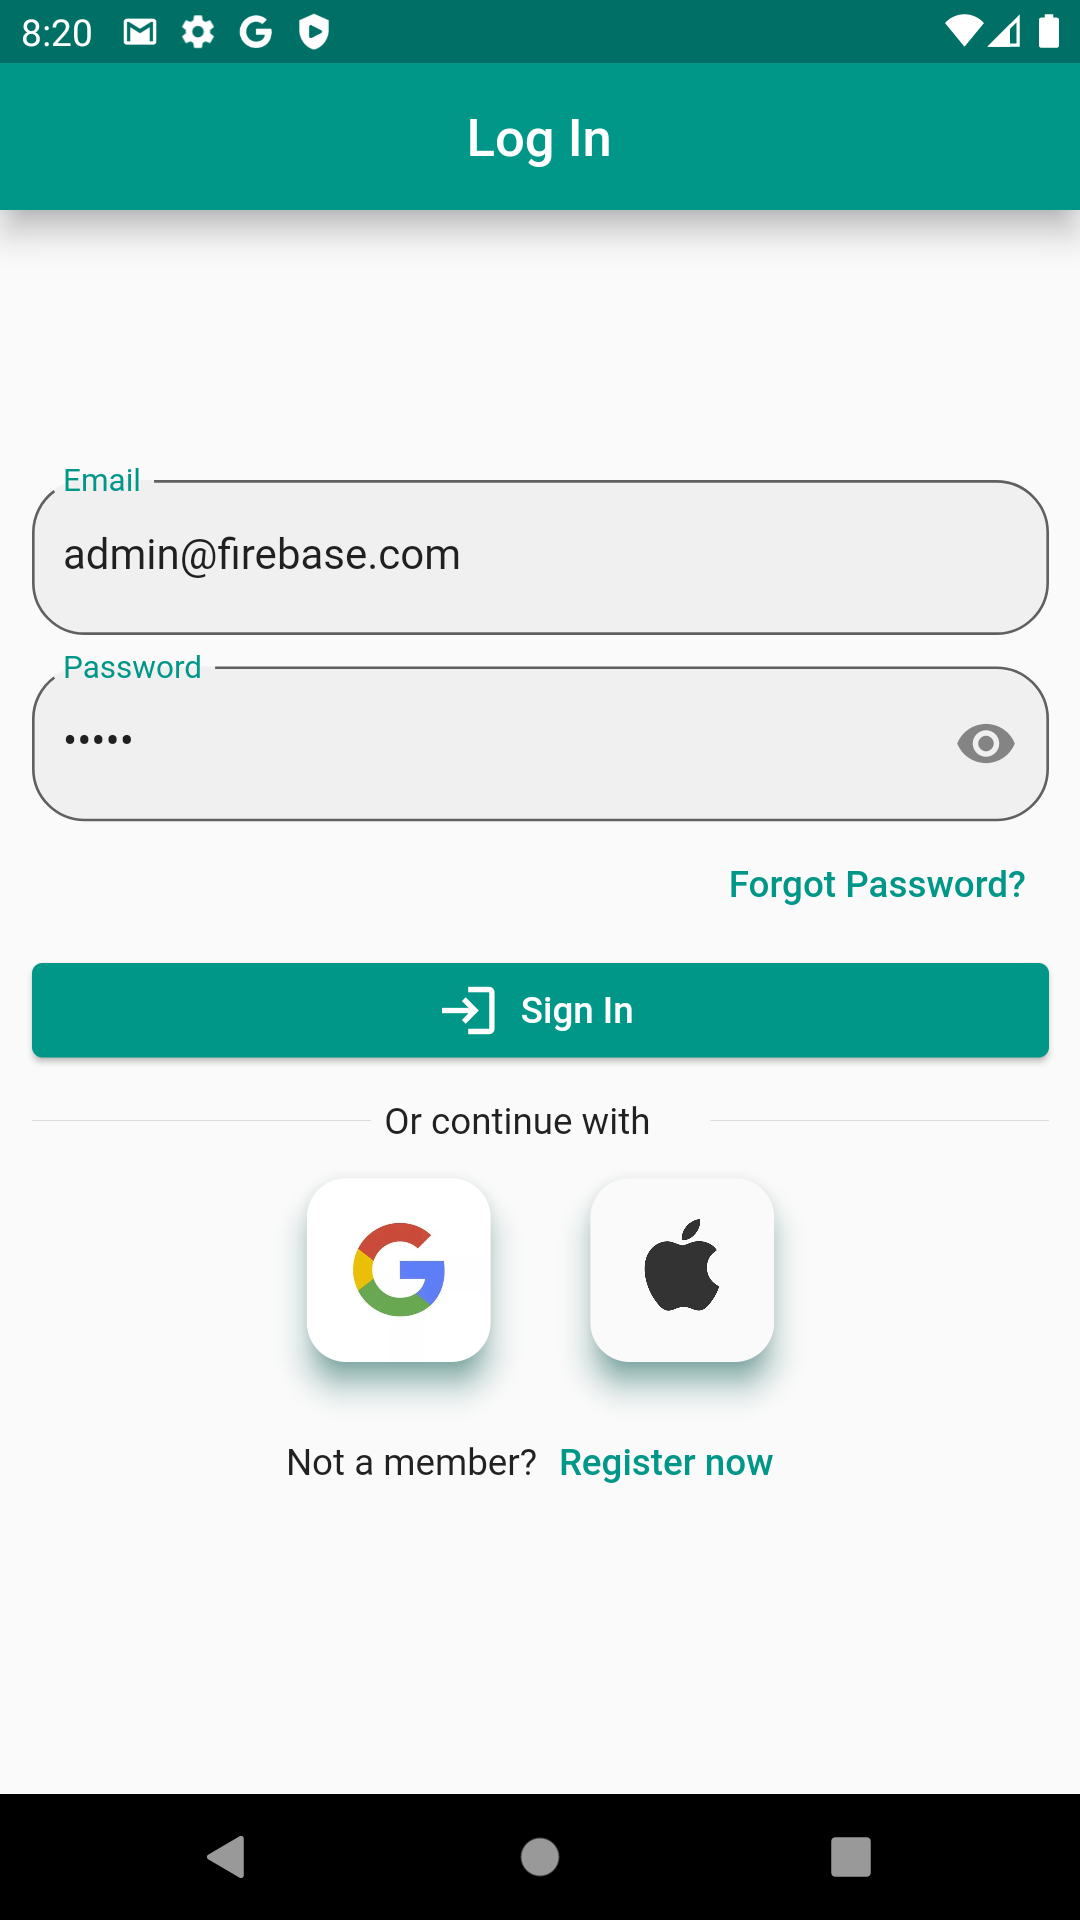 8:20
Log In
Email
admin@firebase.com
Password
•••••
Forgot Password?
Sign In
Or continue with
Not a member? Register now